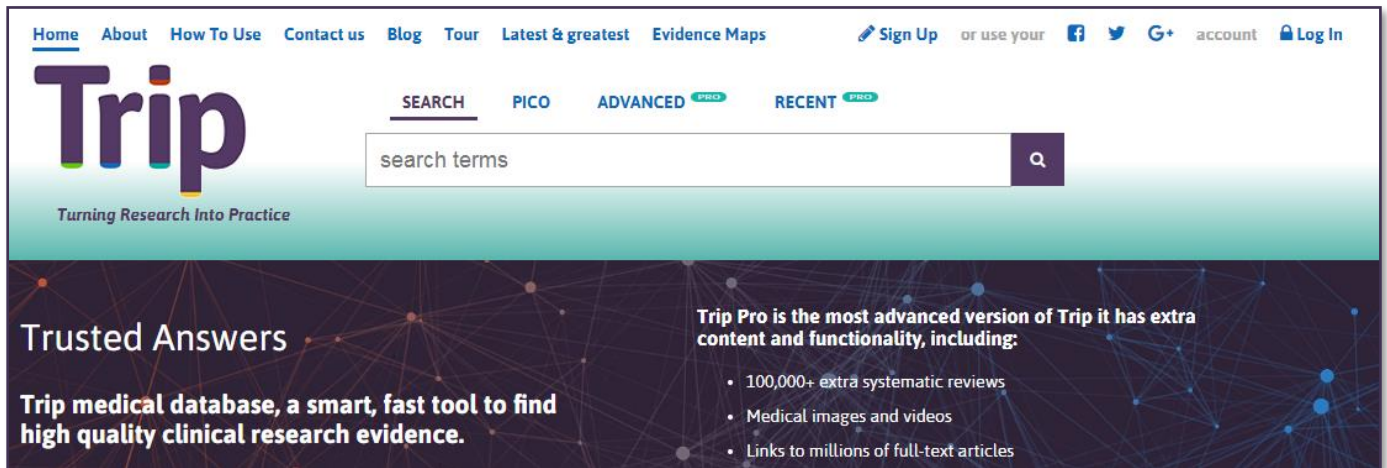 Home About How To Use Contact us Blog Tour Latest & greatest Evidence Maps Sign Up or use your G+ account Log In
Trip
Turning Research Into Practice
SEARCH PICO ADVANCED PRO RECENT PRO
search terms
Trusted Answers
Trip medical database, a smart, fast tool to find
high quality clinical research evidence.
Trip Pro is the most advanced version of Trip it has extra
content and functionality, including:
• 100,000+ extra systematic reviews
• Medical images and videos
• Links to millions of full-text articles